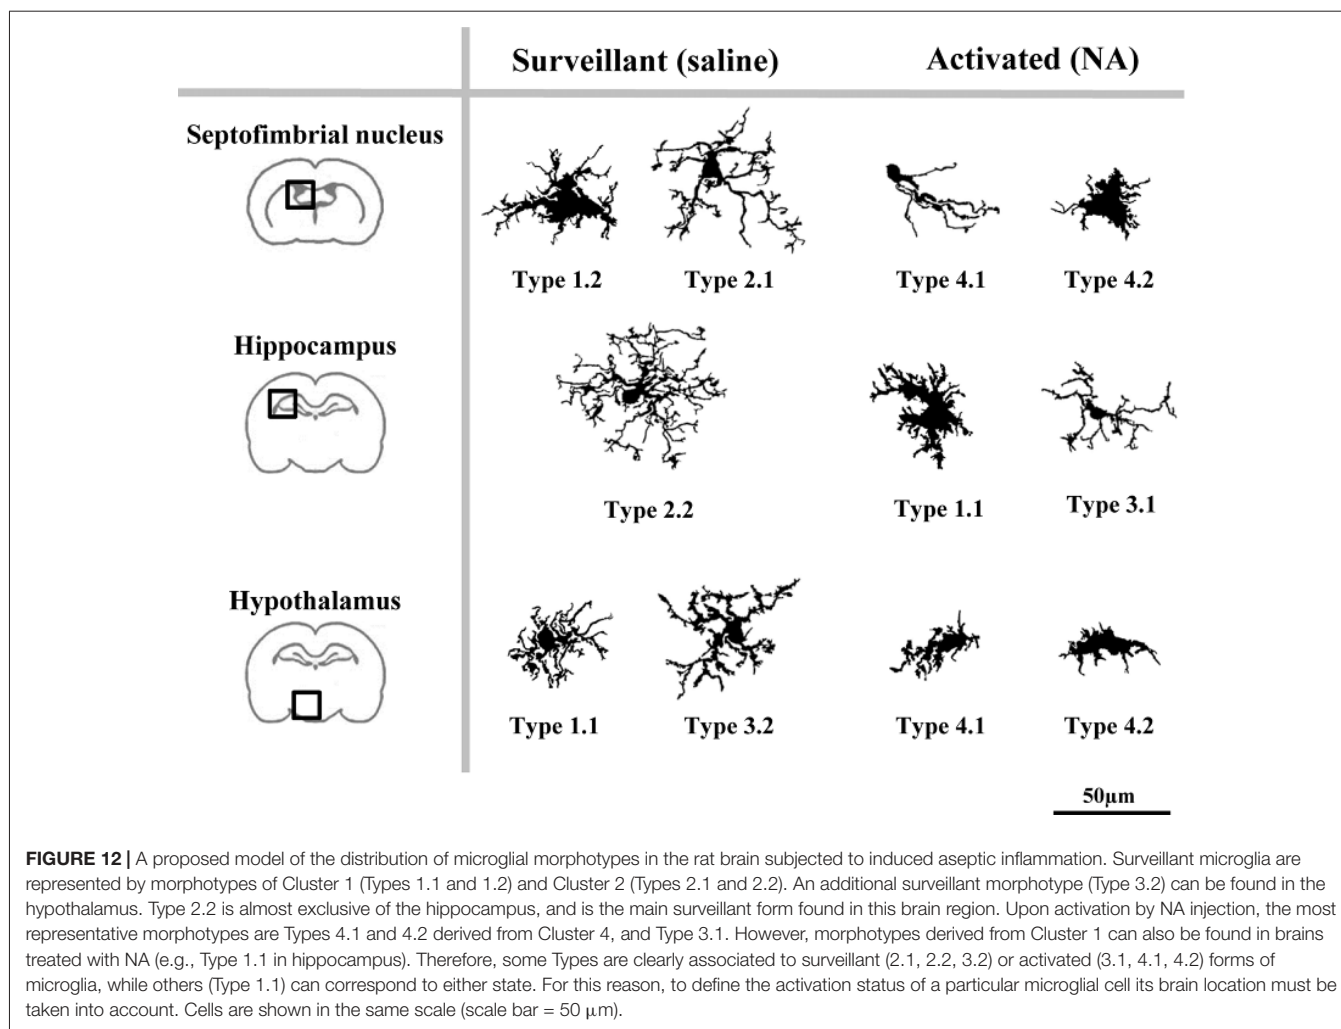 Surveillant (saline) Activated (NA)
Septofimbrial nucleus
Type 1.2 Type 2.1 Type 4.1 Type 4.2
Hippocampus
Type 2.2 Type 1.1 Type 3.1
Hypothalamus
Type 1.1 Type 3.2 Type 4.1 Type 4.2
50μm
FIGURE 12 | A proposed model of the distribution of microglial morphotypes in the rat brain subjected to induced aseptic inflammation. Surveillant microglia are
represented by morphotypes of Cluster 1 (Types 1.1 and 1.2) and Cluster 2 (Types 2.1 and 2.2). An additional surveillant morphotype (Type 3.2) can be found in the
hypothalamus. Type 2.2 is almost exclusive of the hippocampus, and is the main surveillant form found in this brain region. Upon activation by NA injection, the most
representative morphotypes are Types 4.1 and 4.2 derived from Cluster 4, and Type 3.1. However, morphotypes derived from Cluster 1 can also be found in brains
treated with NA (e.g., Type 1.1 in hippocampus). Therefore, some Types are clearly associated to surveillant (2.1, 2.2, 3.2) or activated (3.1, 4.1, 4.2) forms of
microglia, while others (Type 1.1) can correspond to either state. For this reason, to define the activation status of a particular microglial cell its brain location must be
taken into account. Cells are shown in the same scale (scale bar = 50 μm).